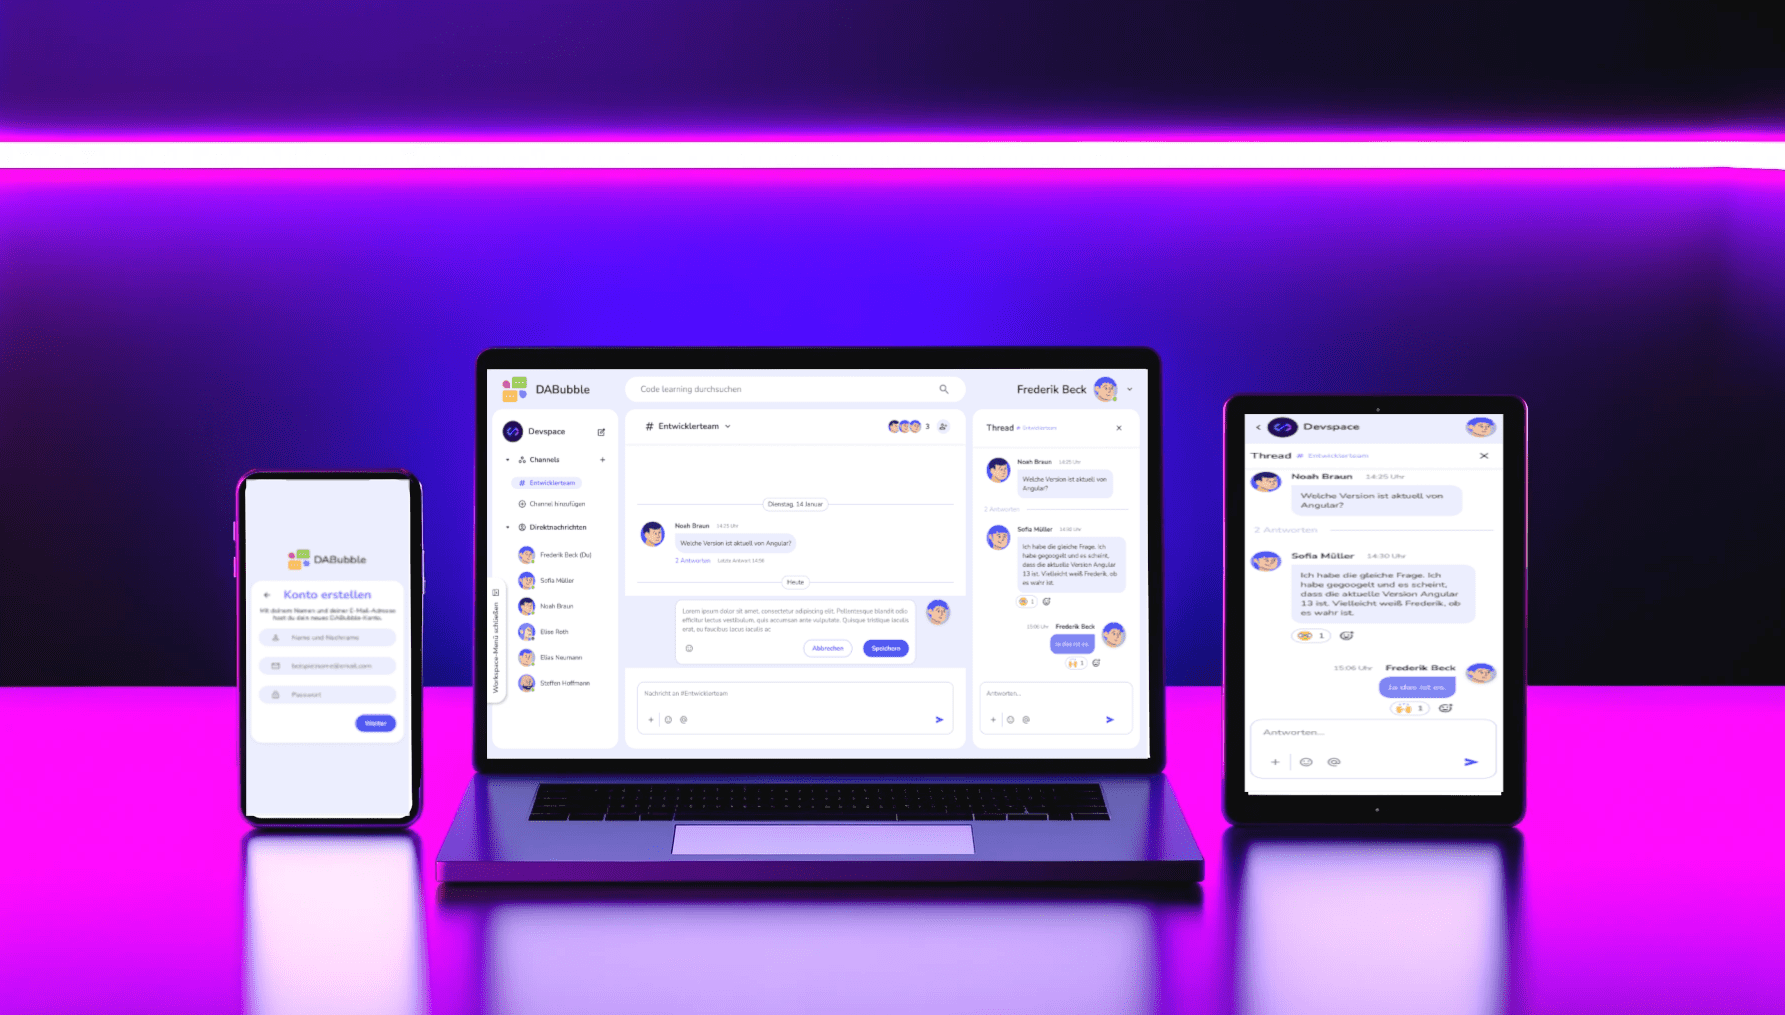 DABubble
Konto erstellen
Mit deinem Namen und deiner E-Mail-Adresse
hast du dein neues DABubble-Konto.
Name und Nachname
beispielname@email.com
Passwort
Weiter
DABubble
Code learning durchsuchen
Frederik Beck
Devspace
Channels
# Entwicklerteam
Channel hinzufügen
Direktnachrichten
Frederik Beck (Du)
Sofia Müller
Noah Braun
Elise Roth
Elias Neumann
Steffen Hoffmann
Workspace-Menü schließen
# Entwicklerteam
3
Dienstag, 14 Januar
Noah Braun 14:25 Uhr
Welche Version ist aktuell von Angular?
2 Antworten Letzte Antwort 14:56
Heute
Lorem ipsum dolor sit amet, consectetur adipiscing elit. Pellentesque blandit odio
efficitur lectus vestibulum, quis accumsan ante vulputate. Quisque tristique iaculis
erat, eu faucibus lacus iaculis ac
Abbrechen
Speichern
Nachricht an #Entwicklerteam
+ @
Thread # Entwicklerteam
Noah Braun 14:25 Uhr
Welche Version ist aktuell von
Angular?
2 Antworten
Sofia Müller 14:30 Uhr
Ich habe die gleiche Frage. Ich
habe gegoogelt und es scheint,
dass die aktuelle Version Angular
13 ist. Vielleicht weiß Frederik, ob
es wahr ist.
1
15:06 Uhr Frederik Beck
Ja das ist es.
1
Antworten...
+ @
Devspace
Thread # Entwicklerteam
Noah Braun 14:25 Uhr
Welche Version ist aktuell von
Angular?
2 Antworten
Sofia Müller 14:30 Uhr
Ich habe die gleiche Frage. Ich
habe gegoogelt und es scheint,
dass die aktuelle Version Angular
13 ist. Vielleicht weiß Frederik, ob
es wahr ist.
1
15:06 Uhr Frederik Beck
Ja das ist es.
1
Antworten...
+ @